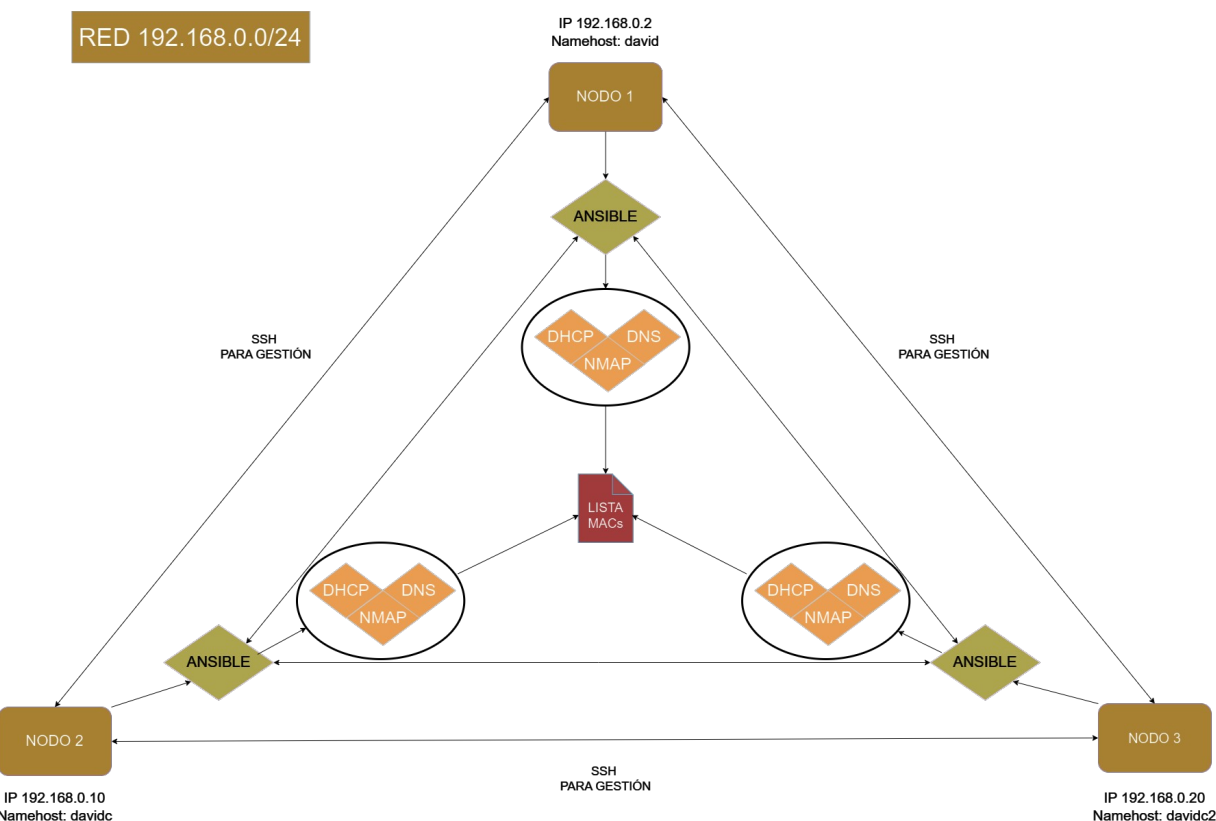 RED 192.168.0.0/24
IP 192.168.0.2
Namehost: david
NODO 1
ANSIBLE
DHCP
DNS
NMAP
SSH
PARA GESTIÓN
SSH
PARA GESTIÓN
LISTA
MACs
DHCP
DNS
NMAP
DHCP
DNS
NMAP
ANSIBLE
ANSIBLE
NODO 2
NODO 3
SSH
PARA GESTIÓN
IP 192.168.0.10
Namehost: davidc
IP 192.168.0.20
Namehost: davidc2